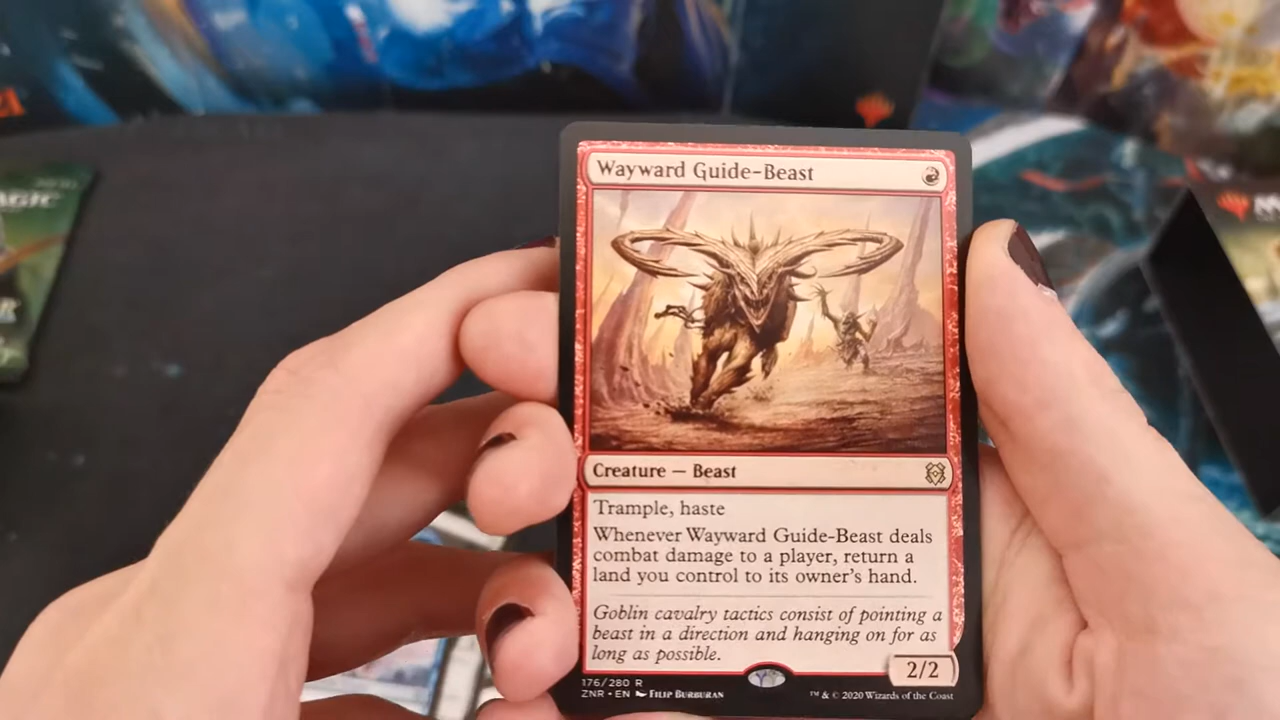 Wayward Guide-Beast
Creature — Beast
Trample, haste
Whenever Wayward Guide-Beast deals
combat damage to a player, return a
land you control to its owner's hand.
Goblin cavalry tactics consist of pointing a
beast in a direction and hanging on for as
long as possible.
2/2
176/280 R
ZNR • EN Filip Burburan
™ & © 2020 Wizards of the Coast